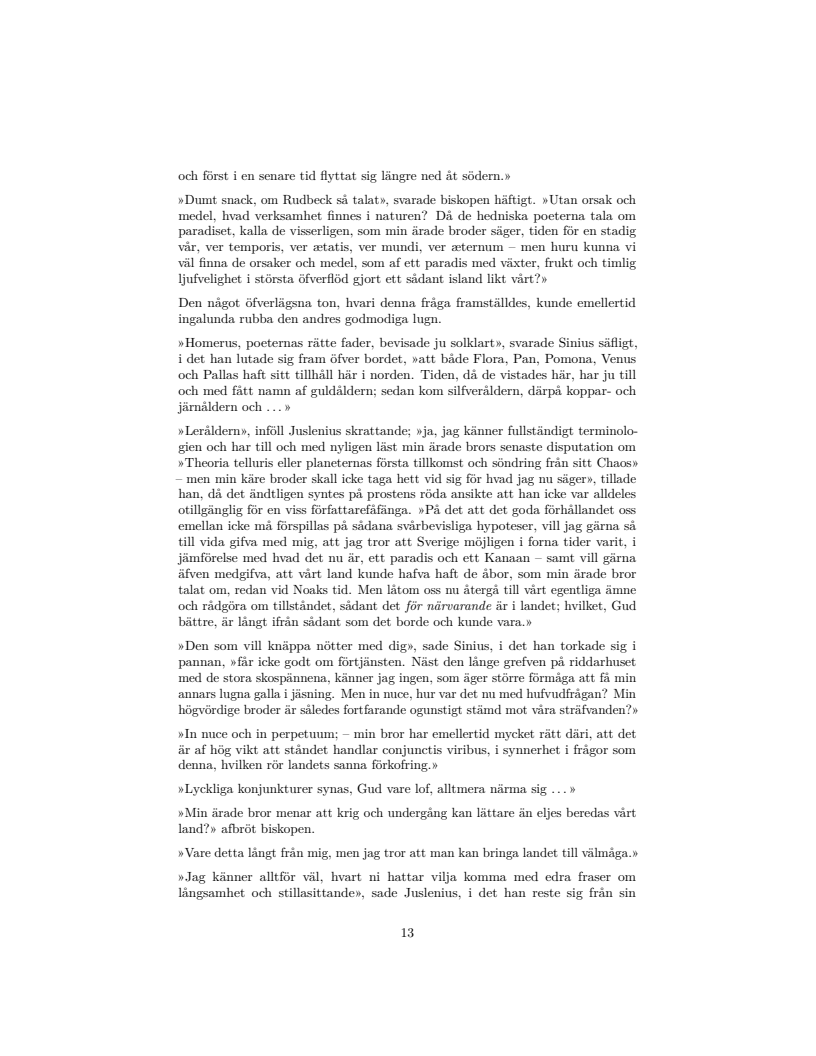 och först i en senare tid flyttat sig längre ned åt södern.»
»Dumt snack, om Rudbeck så talat», svarade biskopen häftigt. »Utan orsak och
medel, hvad verksamhet finnes i naturen? Då de hedniska poeterna tala om
paradiset, kalla de visserligen, som min ärade broder säger, tiden för en stadig
vår, ver temporis, ver ætatis, ver mundi, ver æternum – men huru kunna vi
väl finna de orsaker och medel, som af ett paradis med växter, frukt och timlig
ljufvelighet i största öfverflöd gjort ett sådant island likt vårt?»
Den något öfverlägsna ton, hvari denna fråga framställdes, kunde emellertid
ingalunda rubba den andres godmodiga lugn.
»Homerus, poeternas rätte fader, bevisade ju solklart», svarade Sinius säfligt,
i det han lutade sig fram öfver bordet, »att både Flora, Pan, Pomona, Venus
och Pallas haft sitt tillhåll här i norden. Tiden, då de vistades här, har ju till
och med fått namn af guldåldern; sedan kom silfveråldern, därpå koppar- och
järnåldern och . . . »
»Leråldern», inföll Juslenius skrattande; »ja, jag känner fullständigt terminolo-
gien och har till och med nyligen läst min ärade brors senaste disputation om
»Theoria telluris eller planeternas första tillkomst och söndring från sitt Chaos»
– men min käre broder skall icke taga hett vid sig för hvad jag nu säger», tillade
han, då det ändtligen syntes på prostens röda ansikte att han icke var alldeles
otillgänglig för en viss författarefåfänga. »På det att det goda förhållandet oss
emellan icke må förspillas på sådana svårbevisliga hypoteser, vill jag gärna så
till vida gifva med mig, att jag tror att Sverige möjligen i forna tider varit, i
jämförelse med hvad det nu är, ett paradis och ett Kanaan – samt vill gärna
äfven medgifva, att vårt land kunde hafva haft de åbor, som min ärade bror
talat om, redan vid Noaks tid. Men låtom oss nu återgå till vårt egentliga ämne
och rådgöra om tillståndet, sådant det för närvarande är i landet; hvilket, Gud
bättre, är långt ifrån sådant som det borde och kunde vara.»
»Den som vill knäppa nötter med dig», sade Sinius, i det han torkade sig i
pannan, »får icke godt om förtjänsten. Näst den långe grefven på riddarhuset
med de stora skospännena, känner jag ingen, som äger större förmåga att få min
annars lugna galla i jäsning. Men in nuce, hur var det nu med hufvudfrågan? Min
högvördige broder är således fortfarande ogunstigt stämd mot våra sträfvanden?»
»In nuce och in perpetuum; – min bror har emellertid mycket rätt däri, att det
är af hög vikt att ståndet handlar conjunctis viribus, i synnerhet i frågor som
denna, hvilken rör landets sanna förkofring.»
»Lyckliga konjunkturer synas, Gud vare lof, alltmera närma sig . . . »
»Min ärade bror menar att krig och undergång kan lättare än eljes beredas vårt
land?» afbröt biskopen.
»Vare detta långt från mig, men jag tror att man kan bringa landet till välmåga.»
»Jag känner alltför väl, hvart ni hattar vilja komma med edra fraser om
långsamhet och stillasittande», sade Juslenius, i det han reste sig från sin
13